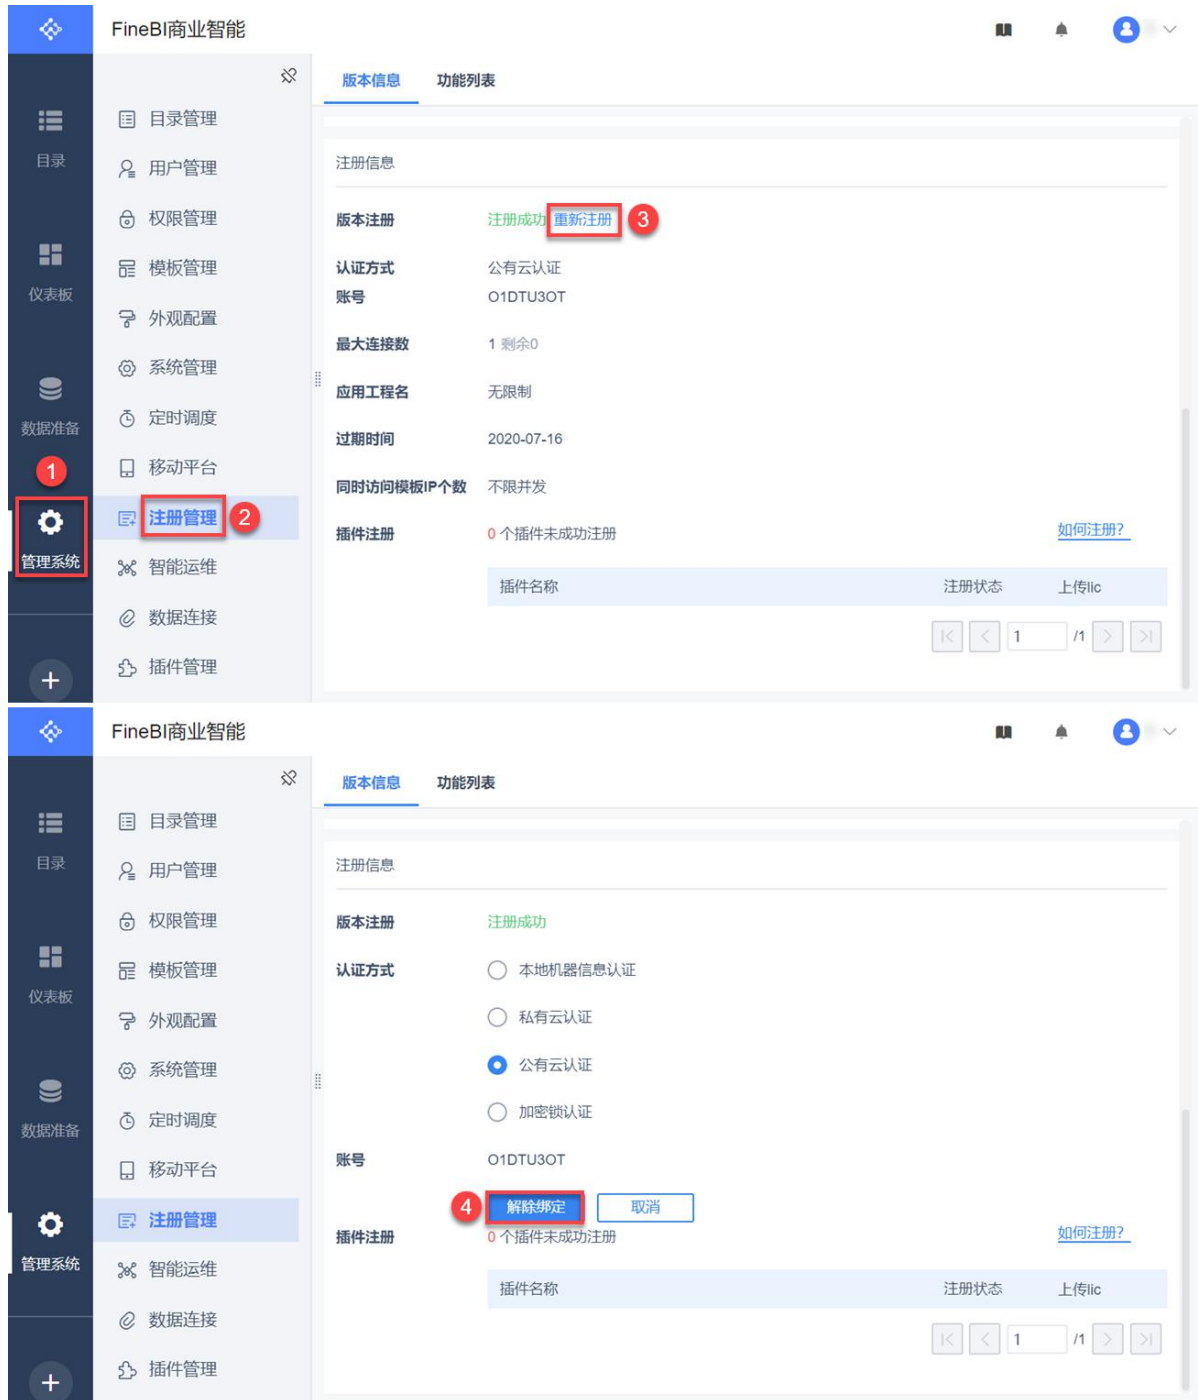 FineBI商业智能
版本信息 功能列表
目录
目录管理
用户管理
权限管理
模板管理
外观配置
系统管理
定时调度
移动平台
注册管理 2
智能运维
数据连接
插件管理
仪表板
数据准备
1
管理系统
注册信息
版本注册 注册成功 重新注册 3
认证方式 公有云认证
账号 O1DTU3OT
最大连接数 1 剩余0
应用工程名 无限制
过期时间 2020-07-16
同时访问模板IP个数 不限并发
插件注册 0 个插件未成功注册 如何注册?
插件名称 注册状态 上传lic
1 /1
FineBI商业智能
版本信息 功能列表
目录
目录管理
用户管理
权限管理
模板管理
外观配置
系统管理
定时调度
移动平台
注册管理
智能运维
数据连接
插件管理
仪表板
数据准备
管理系统
注册信息
版本注册 注册成功
认证方式 本地机器信息认证
私有云认证
公有云认证
加密锁认证
账号 O1DTU3OT
4 解除绑定 取消
插件注册 0 个插件未成功注册 如何注册?
插件名称 注册状态 上传lic
1 /1